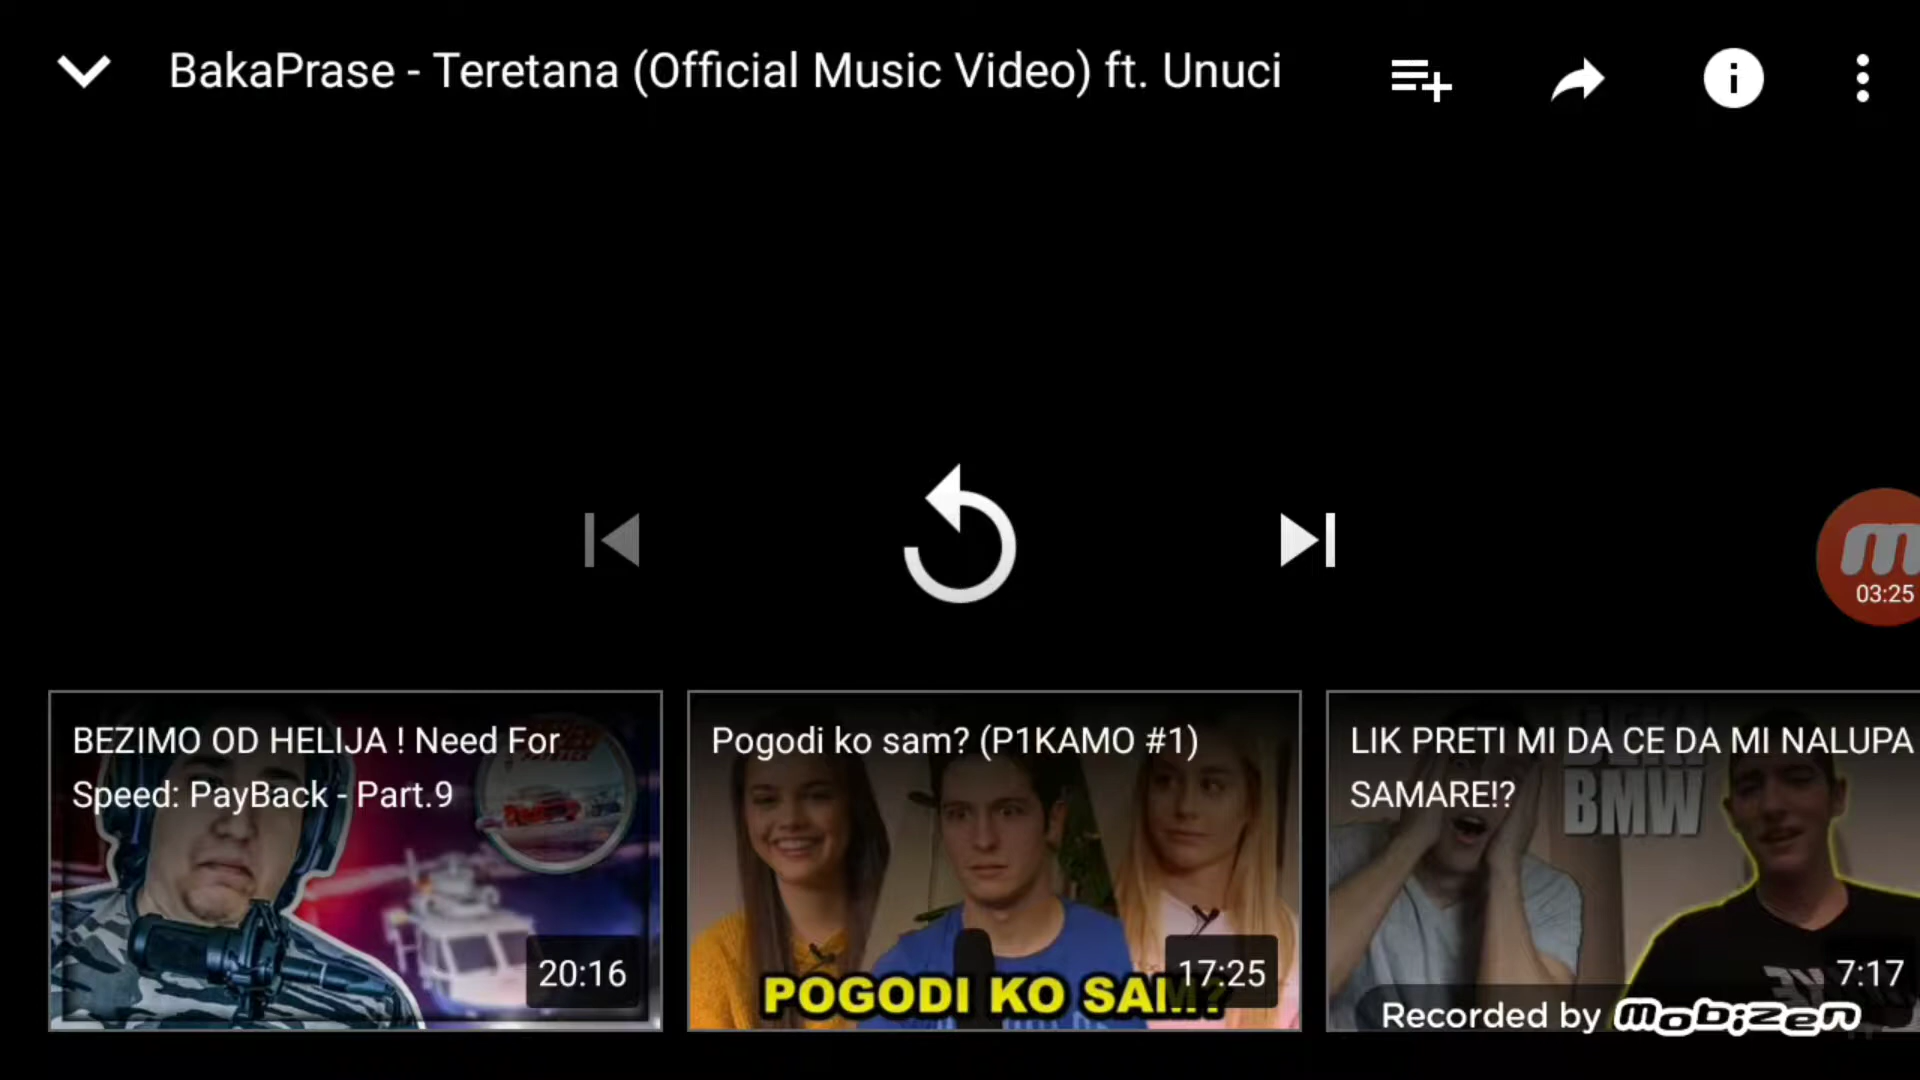 BakaPrase - Teretana (Official Music Video) ft. Unuci
03:25
BEZIMO OD HELIJA ! Need For
Speed: PayBack - Part.9
20:16
Pogodi ko sam? (P1KAMO #1)
POGODI KO SAM?
17:25
LIK PRETI MI DA CE DA MI NALUPA
SAMARE!?
BMW
7:17
Recorded by mobizen